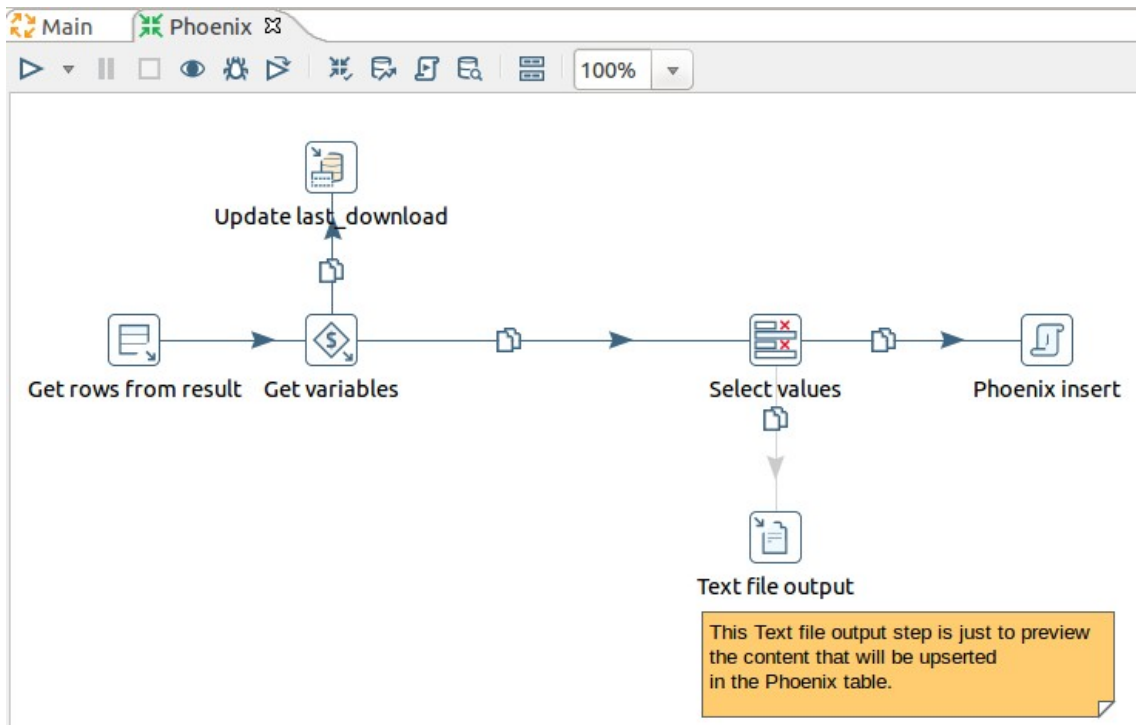 Main
Phoenix
100%
Update last_download
Get rows from result
Get variables
Select values
Phoenix insert
Text file output
This Text file output step is just to preview
the content that will be upserted
in the Phoenix table.